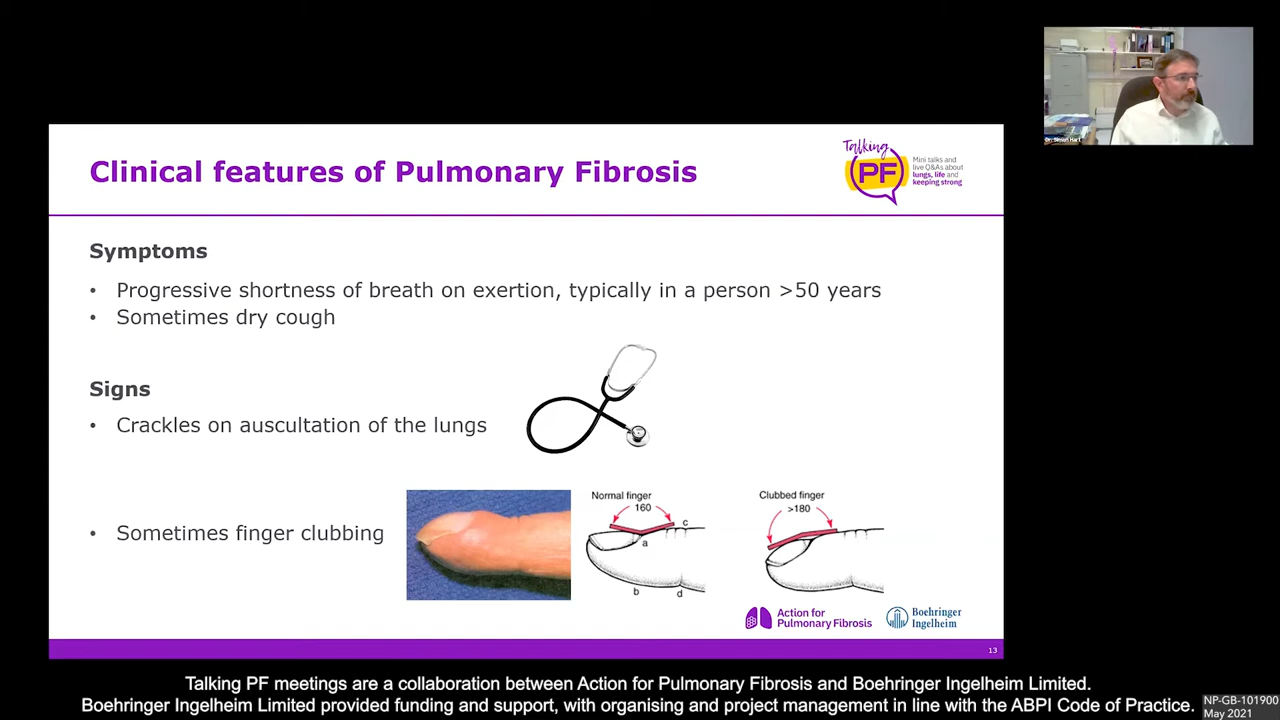 Dr. Simon Hart
Clinical features of Pulmonary Fibrosis
Talking
PF
Mini talks and
live Q&As about
lungs, life and
keeping strong
Symptoms
• Progressive shortness of breath on exertion, typically in a person >50 years
• Sometimes dry cough
Signs
• Crackles on auscultation of the lungs
• Sometimes finger clubbing
Normal finger
160
c
a
b
d
Clubbed finger
>180
Action for
Pulmonary Fibrosis
Boehringer
Ingelheim
13
Talking PF meetings are a collaboration between Action for Pulmonary Fibrosis and Boehringer Ingelheim Limited.
Boehringer Ingelheim Limited provided funding and support, with organising and project management in line with the ABPI Code of Practice.
NP-GB-101900
May 2021